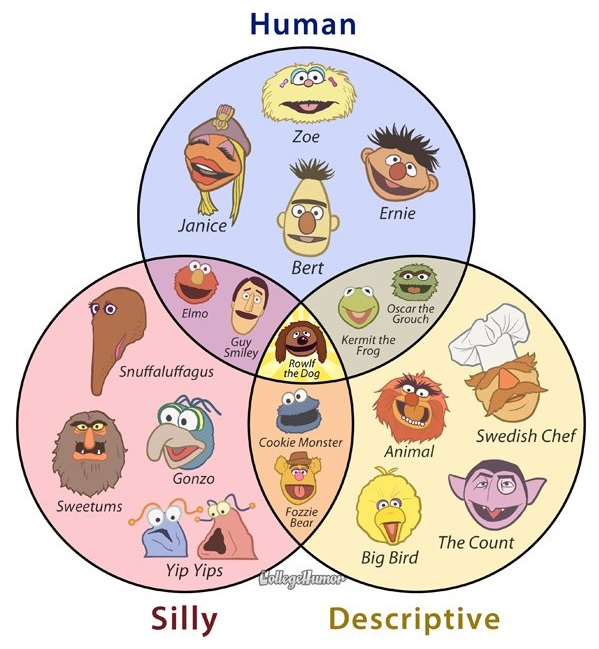 Human
Zoe
Janice
Ernie
Bert
Elmo
Guy
Smiley
Oscar the
Grouch
Kermit the
Frog
Rowlf
the Dog
Snuffaluffagus
Swedish Chef
Animal
Cookie Monster
Gonzo
Sweetums
Fozzie
Bear
Big Bird
The Count
Yip Yips
CollegeHumor
Silly
Descriptive